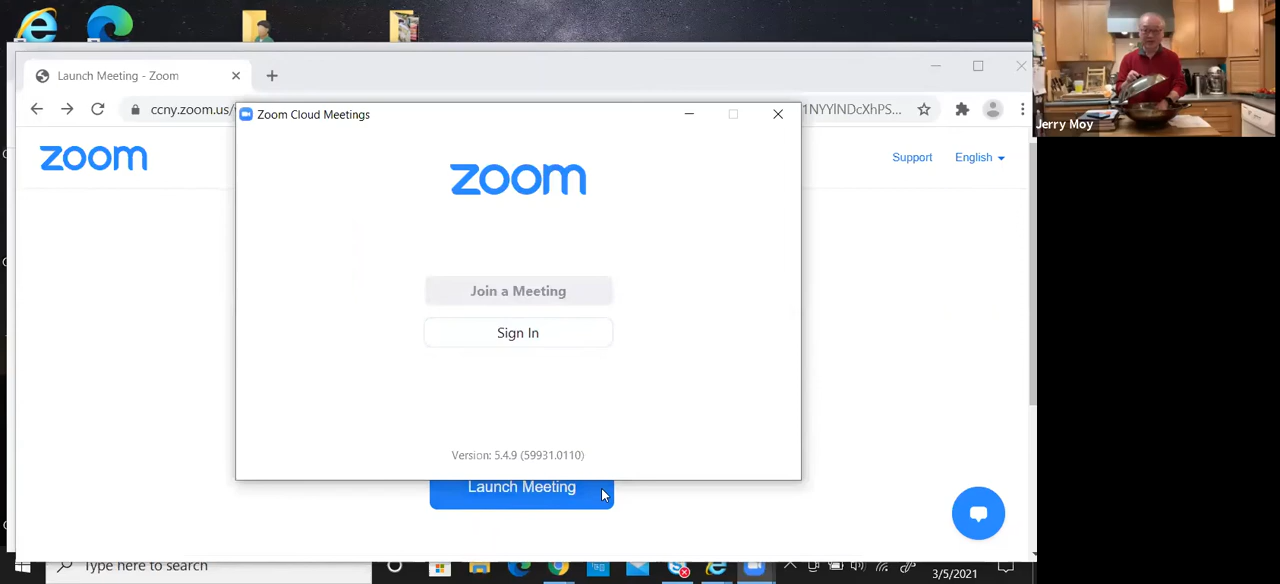 Launch Meeting - Zoom
ccny.zoom.us/
1NYYlNDcXhPS...
Zoom Cloud Meetings
zoom
Support
English
zoom
Join a Meeting
Sign In
Version: 5.4.9 (59931.0110)
Launch Meeting
Type here to search
3/5/2021
Jerry Moy